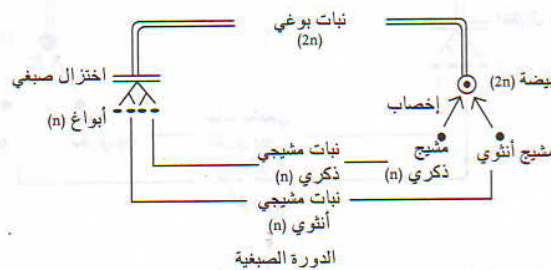 نبات بوغي
(2n)
اختزال صبغي
بيضة (2n)
إخصاب
أبواغ (n)
نبات مشيجي
ذكري (n)
مشيج
ذكري (n)
مشيج أنثوي
نبات مشيجي
أنثوي (n)
الدورة الصبغية